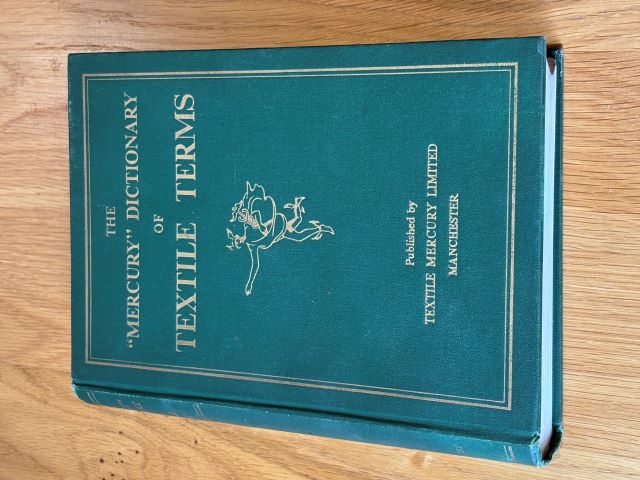 THE
“MERCURY” DICTIONARY
OF
TEXTILE TERMS
Published by
TEXTILE MERCURY LIMITED
MANCHESTER